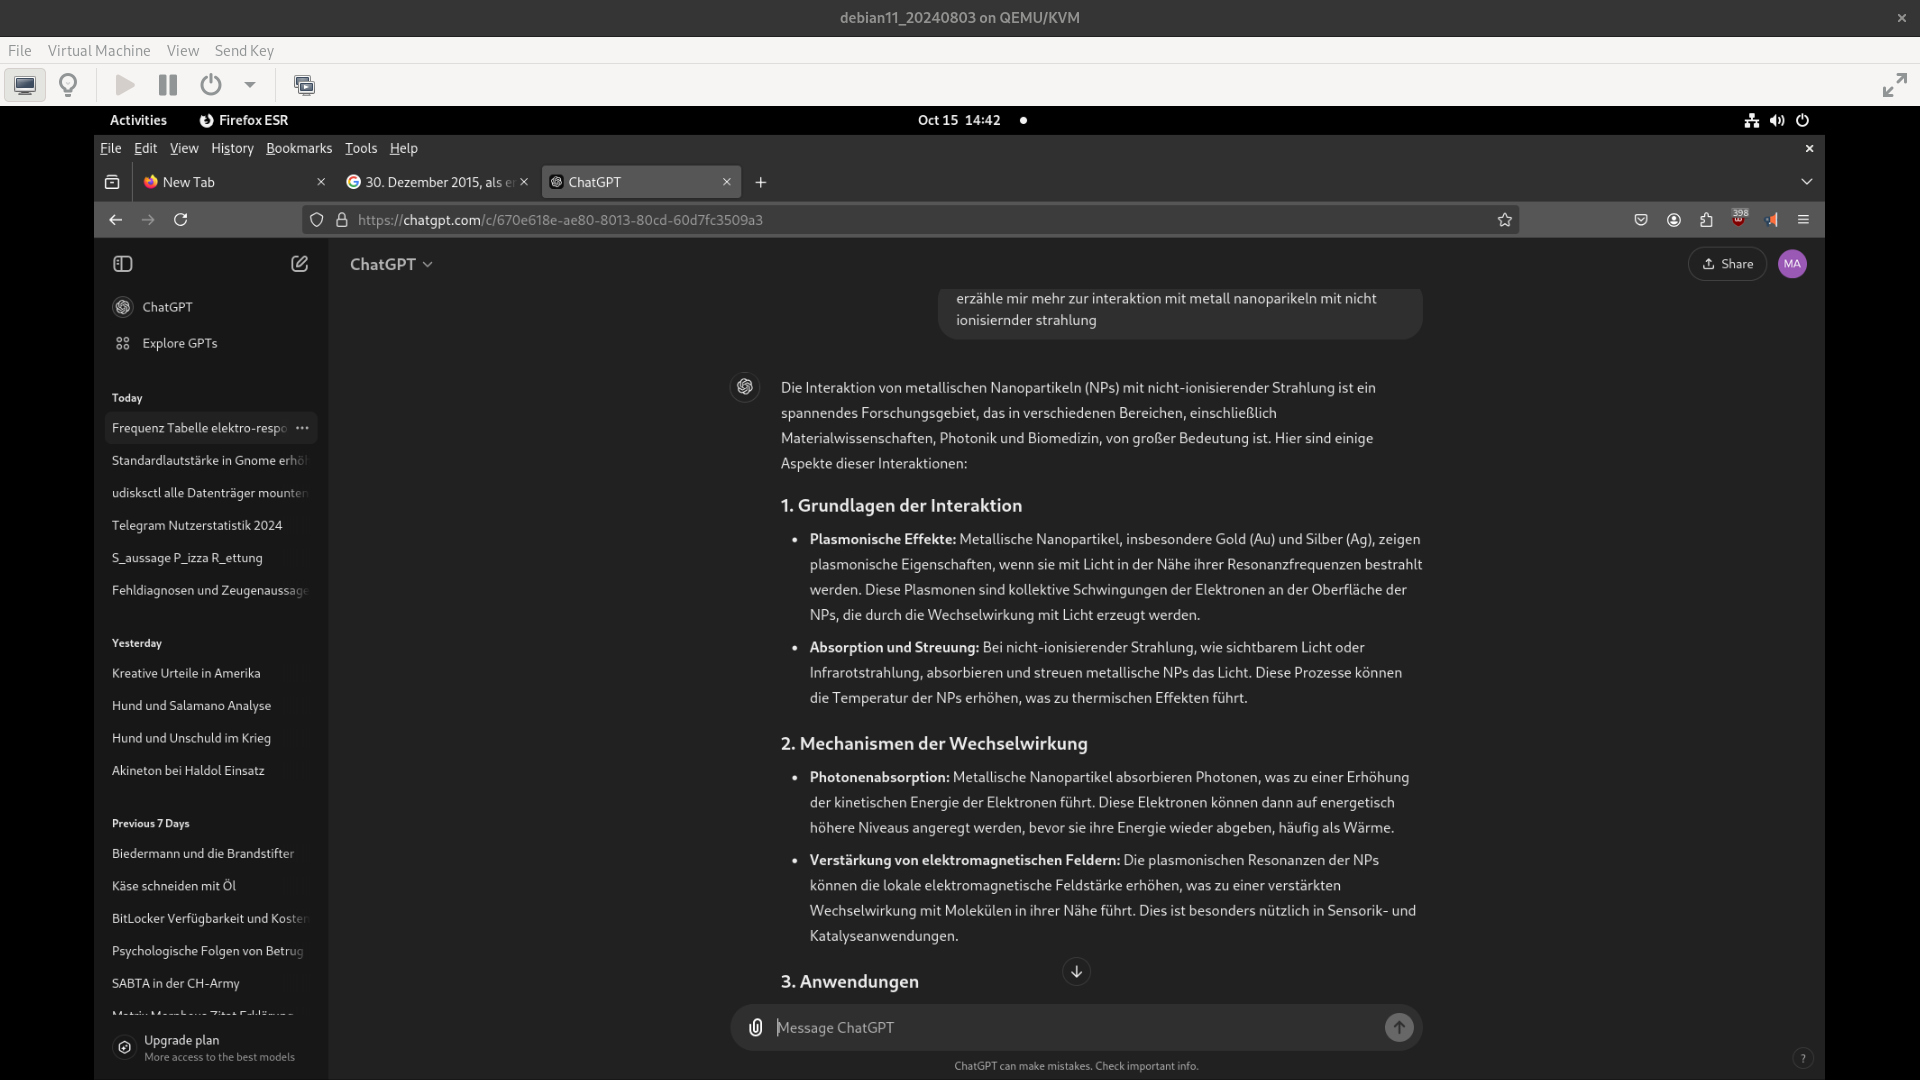 debian11_20240803 on QEMU/KVM
File Virtual Machine View Send Key
Activities Firefox ESR Oct 15 14:42
File Edit View History Bookmarks Tools Help
New Tab 30. Dezember 2015, als er ChatGPT
https://chatgpt.com/c/670e618e-ae80-8013-80cd-60d7fc3509a3 398
ChatGPT
Explore GPTs
Today
Frequenz Tabelle elektro-respo
Standardlautstärke in Gnome erhö
udisksctl alle Datenträger mounten
Telegram Nutzerstatistik 2024
S_aussage P_izza R_ettung
Fehldiagnosen und Zeugenaussage
Yesterday
Kreative Urteile in Amerika
Hund und Salamano Analyse
Hund und Unschuld im Krieg
Akineton bei Haldol Einsatz
Previous 7 Days
Biedermann und die Brandstifter
Käse schneiden mit Öl
BitLocker Verfügbarkeit und Kosten
Psychologische Folgen von Betrug
SABTA in der CH-Army
Matrix Morpheus Zitat Erklärung
Upgrade plan
More access to the best models
ChatGPT Share MA
erzähle mir mehr zur interaktion mit metall nanoparikeln mit nicht
ionisiernder strahlung
Die Interaktion von metallischen Nanopartikeln (NPs) mit nicht-ionisierender Strahlung ist ein
spannendes Forschungsgebiet, das in verschiedenen Bereichen, einschließlich
Materialwissenschaften, Photonik und Biomedizin, von großer Bedeutung ist. Hier sind einige
Aspekte dieser Interaktionen:
1. Grundlagen der Interaktion
• Plasmonische Effekte: Metallische Nanopartikel, insbesondere Gold (Au) und Silber (Ag), zeigen
plasmonische Eigenschaften, wenn sie mit Licht in der Nähe ihrer Resonanzfrequenzen bestrahlt
werden. Diese Plasmonen sind kollektive Schwingungen der Elektronen an der Oberfläche der
NPs, die durch die Wechselwirkung mit Licht erzeugt werden.
• Absorption und Streuung: Bei nicht-ionisierender Strahlung, wie sichtbarem Licht oder
Infrarotstrahlung, absorbieren und streuen metallische NPs das Licht. Diese Prozesse können
die Temperatur der NPs erhöhen, was zu thermischen Effekten führt.
2. Mechanismen der Wechselwirkung
• Photonenabsorption: Metallische Nanopartikel absorbieren Photonen, was zu einer Erhöhung
der kinetischen Energie der Elektronen führt. Diese Elektronen können dann auf energetisch
höhere Niveaus angeregt werden, bevor sie ihre Energie wieder abgeben, häufig als Wärme.
• Verstärkung von elektromagnetischen Feldern: Die plasmonischen Resonanzen der NPs
können die lokale elektromagnetische Feldstärke erhöhen, was zu einer verstärkten
Wechselwirkung mit Molekülen in ihrer Nähe führt. Dies ist besonders nützlich in Sensorik- und
Katalyseanwendungen.
3. Anwendungen
Message ChatGPT
ChatGPT can make mistakes. Check important info.
?